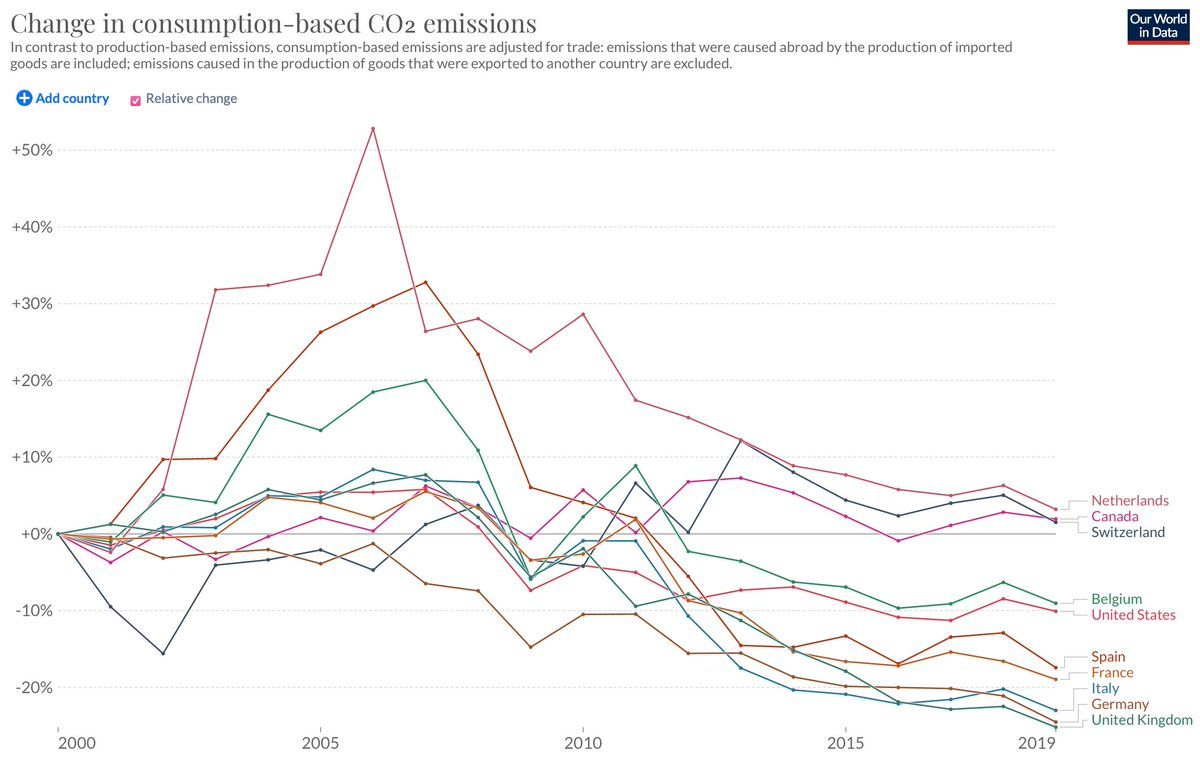 Change in consumption-based CO₂ emissions
Our World
in Data
In contrast to production-based emissions, consumption-based emissions are adjusted for trade: emissions that were caused abroad by the production of imported
goods are included; emissions caused in the production of goods that were exported to another country are excluded.
Add country
Relative change
+50%
+40%
+30%
+20%
+10%
+0%
-10%
-20%
Netherlands
Canada
Switzerland
Belgium
United States
Spain
France
Italy
Germany
United Kingdom
2000 2005 2010 2015 2019